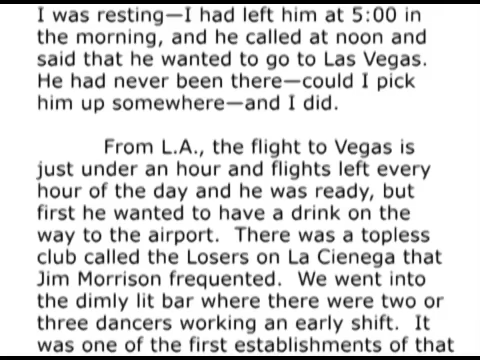 I was resting—I had left him at 5:00 in
the morning, and he called at noon and
said that he wanted to go to Las Vegas.
He had never been there—could I pick
him up somewhere—and I did.
From L.A., the flight to Vegas is
just under an hour and flights left every
hour of the day and he was ready, but
first he wanted to have a drink on the
way to the airport.  There was a topless
club called the Losers on La Cienega that
Jim Morrison frequented.  We went into
the dimly lit bar where there were two or
three dancers working an early shift.  It
was one of the first establishments of that